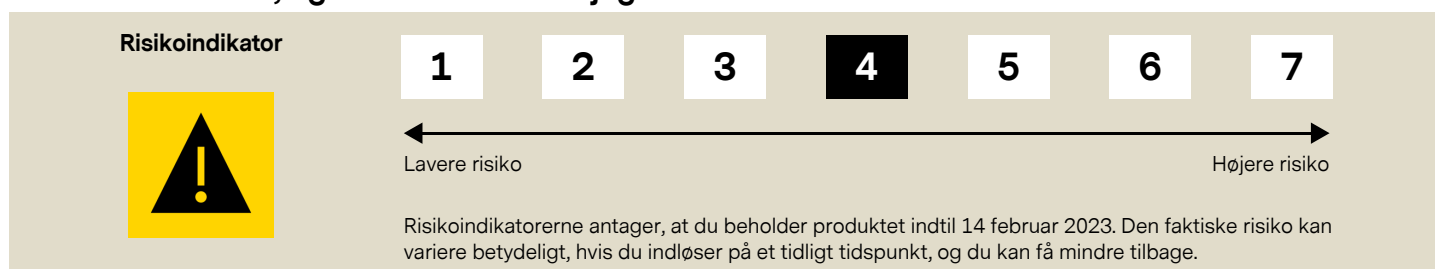 Risikoindikator
1 2 3 4 5 6 7
Lavere risiko Højere risiko
Risikoindikatorerne antager, at du beholder produktet indtil 14 februar 2023. Den faktiske risiko kan
variere betydeligt, hvis du indløser på et tidligt tidspunkt, og du kan få mindre tilbage.